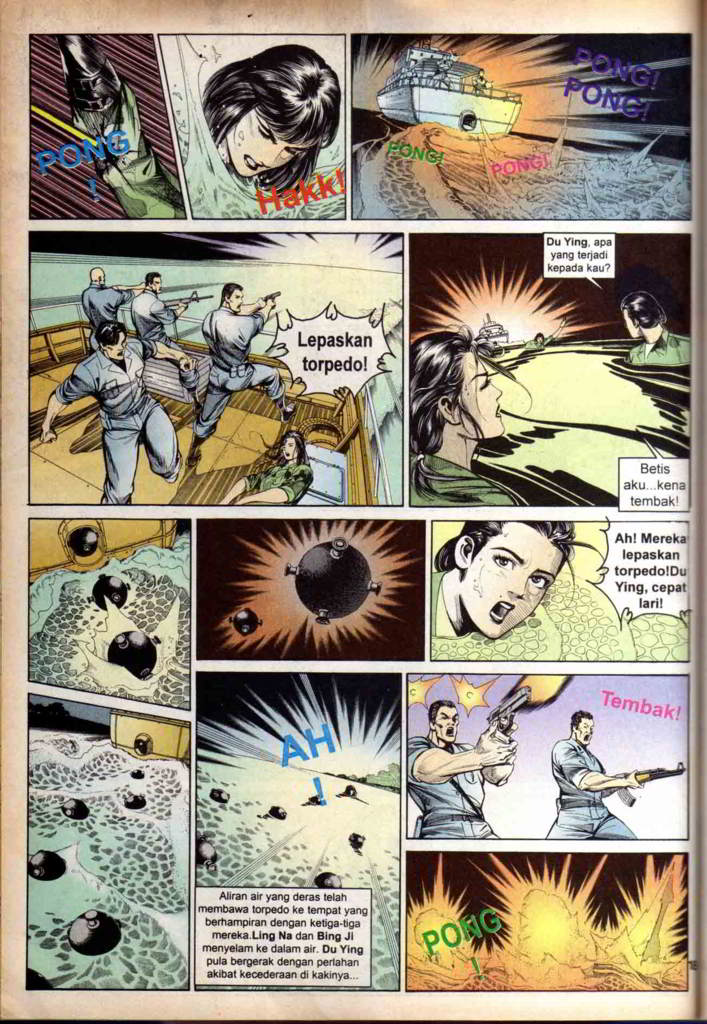 PONG
!
Hakk!
PONG!
PONG!
PONG!
PONG!
Lepaskan
torpedo!
Du Ying, apa
yang terjadi
kepada kau?
Betis
aku...kena
tembak!
Ah! Mereka
lepaskan
torpedo!Du
Ying, cepat
lari!
AH
!
Aliran air yang deras telah
membawa torpedo ke tempat yang
berhampiran dengan ketiga-tiga
mereka.Ling Na dan Bing Ji
menyelam ke dalam air. Du Ying
pula bergerak dengan perlahan
akibat kecederaan di kakinya...
Tembak!
PONG
!